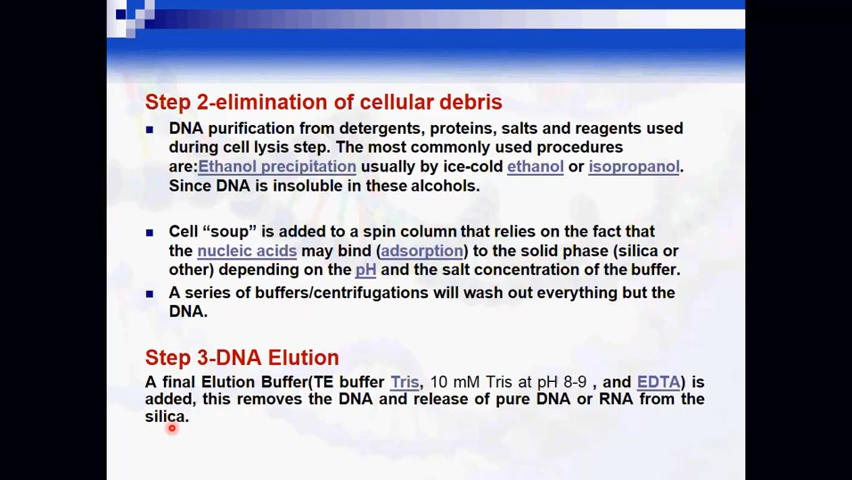 Step 2-elimination of cellular debris
DNA purification from detergents, proteins, salts and reagents used
during cell lysis step. The most commonly used procedures
are:Ethanol precipitation usually by ice-cold ethanol or isopropanol.
Since DNA is insoluble in these alcohols.
Cell “soup” is added to a spin column that relies on the fact that
the nucleic acids may bind (adsorption) to the solid phase (silica or
other) depending on the pH and the salt concentration of the buffer.
A series of buffers/centrifugations will wash out everything but the
DNA.
Step 3-DNA Elution
A final Elution Buffer(TE buffer Tris, 10 mM Tris at pH 8-9 , and EDTA) is
added, this removes the DNA and release of pure DNA or RNA from the
silica.